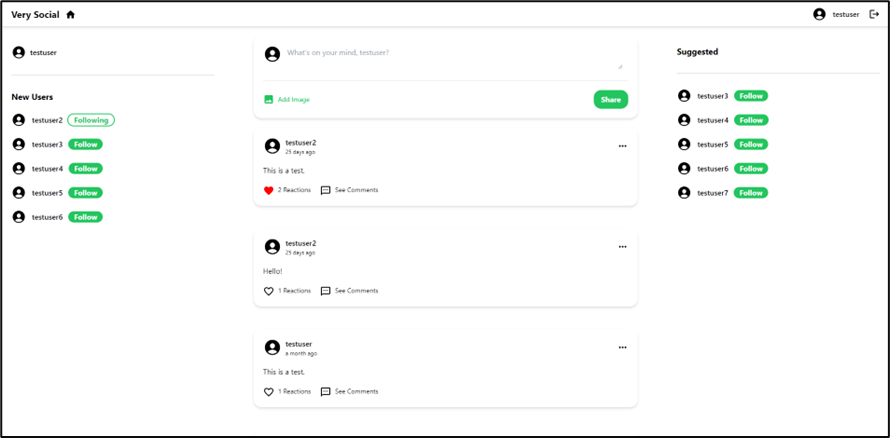 Very Social
testuser
testuser
New Users
testuser2 Following
testuser3 Follow
testuser4 Follow
testuser5 Follow
testuser6 Follow
What's on your mind, testuser?
Add Image
Share
testuser2
25 days ago
This is a test.
2 Reactions See Comments
testuser2
25 days ago
Hello!
1 Reactions See Comments
testuser
a month ago
This is a test.
1 Reactions See Comments
Suggested
testuser3 Follow
testuser4 Follow
testuser5 Follow
testuser6 Follow
testuser7 Follow